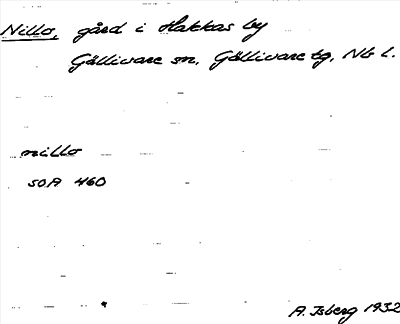 Nillo, gård i Hakkas by
Gällivare sn, Gällivare tg, Nb l.
nillo
SOA 460
A. Isberg 1932